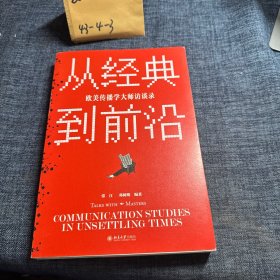 43-4-3
从经典
欧美传播学大师访谈录
到前沿
TALKS WITH MASTERS
COMMUNICATION STUDIES
IN UNSETTLING TIMES
北京大学出版社